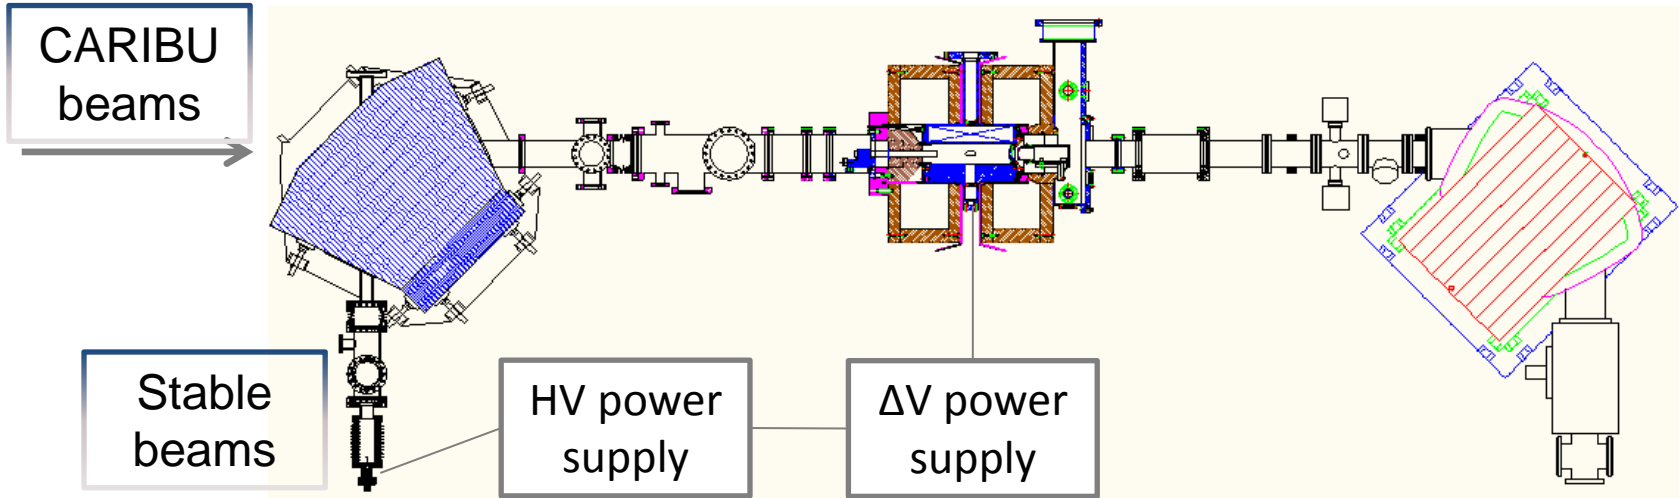 CARIBU
beams
Stable
beams
HV power
supply
ΔV power
supply